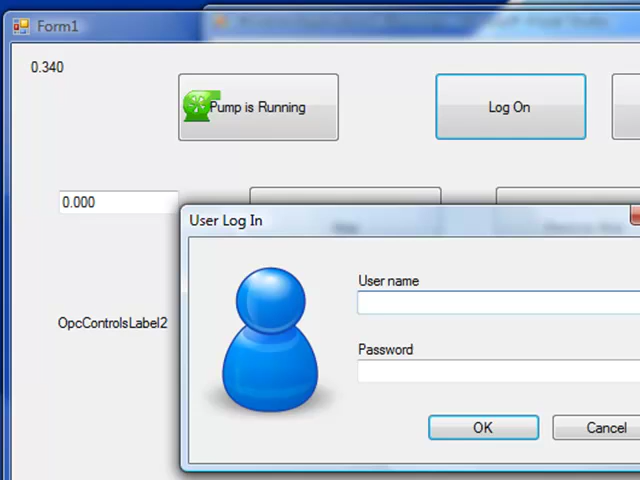 Form1
0.340
Pump is Running
Log On
0.000
User Log In
User name
OpcControlsLabel2
Password
OK
Cancel